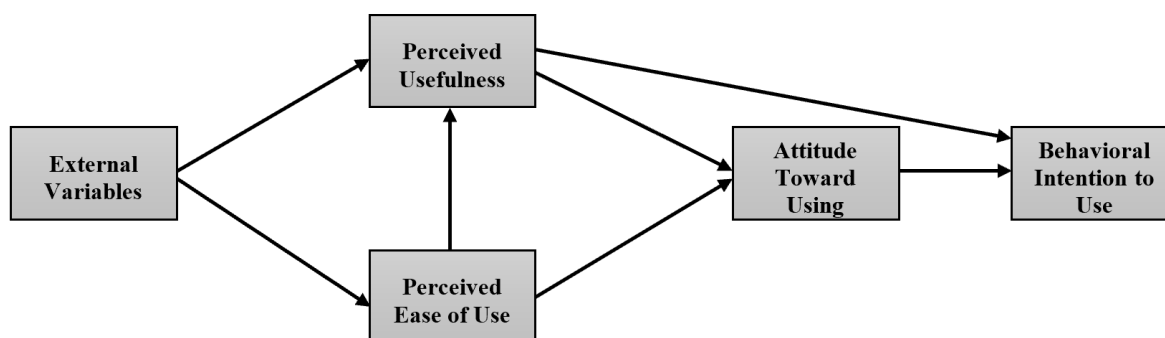 Perceived
Usefulness
External
Variables
Attitude
Toward
Using
Behavioral
Intention to
Use
Perceived
Ease of Use